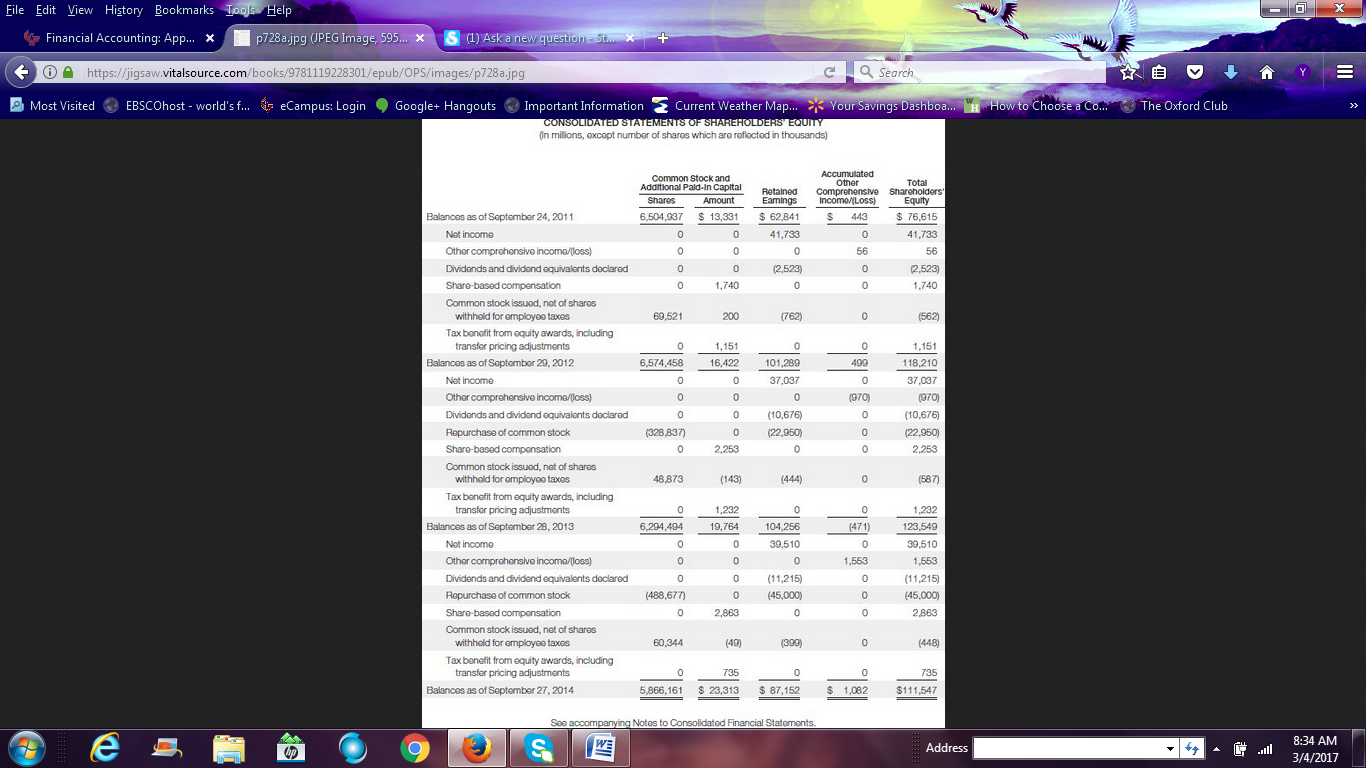 File Edit View History Bookmarks Tools Help
Financial Accounting: App... × p728a.jpg (JPEG Image, 595... × (1) Ask a new question - St... × +
https://jigsaw.vitalsource.com/books/9781119228301/epub/OPS/images/p728a.jpg Search Y
Most Visited EBSCOhost - world's f... eCampus: Login Google+ Hangouts Important Information Current Weather Map... Your Savings Dashboa... How to Choose a Co... The Oxford Club »
CONSOLIDATED STATEMENTS OF SHAREHOLDERS' EQUITY
(In millions, except number of shares which are reflected in thousands)
Common Stock and Additional Paid-In Capital Retained Earnings Accumulated Other Comprehensive Income/(Loss) Total Shareholders' Equity
Shares Amount
Balances as of September 24, 2011 6,504,937 $ 13,331 $ 62,841 $ 443 $ 76,615
Net income 0 0 41,733 0 41,733
Other comprehensive income/(loss) 0 0 0 56 56
Dividends and dividend equivalents declared 0 0 (2,523) 0 (2,523)
Share-based compensation 0 1,740 0 0 1,740
Common stock issued, net of shares
withheld for employee taxes 69,521 200 (762) 0 (562)
Tax benefit from equity awards, including
transfer pricing adjustments 0 1,151 0 0 1,151
Balances as of September 29, 2012 6,574,458 16,422 101,289 499 118,210
Net income 0 0 37,037 0 37,037
Other comprehensive income/(loss) 0 0 0 (970) (970)
Dividends and dividend equivalents declared 0 0 (10,676) 0 (10,676)
Repurchase of common stock (328,837) 0 (22,950) 0 (22,950)
Share-based compensation 0 2,253 0 0 2,253
Common stock issued, net of shares
withheld for employee taxes 48,873 (143) (444) 0 (587)
Tax benefit from equity awards, including
transfer pricing adjustments 0 1,232 0 0 1,232
Balances as of September 28, 2013 6,294,494 19,764 104,256 (471) 123,549
Net income 0 0 39,510 0 39,510
Other comprehensive income/(loss) 0 0 0 1,553 1,553
Dividends and dividend equivalents declared 0 0 (11,215) 0 (11,215)
Repurchase of common stock (488,677) 0 (45,000) 0 (45,000)
Share-based compensation 0 2,863 0 0 2,863
Common stock issued, net of shares
withheld for employee taxes 60,344 (49) (399) 0 (448)
Tax benefit from equity awards, including
transfer pricing adjustments 0 735 0 0 735
Balances as of September 27, 2014 5,866,161 $ 23,313 $ 87,152 $ 1,082 $111,547
See accompanying Notes to Consolidated Financial Statements.
Address
8:34 AM
3/4/2017